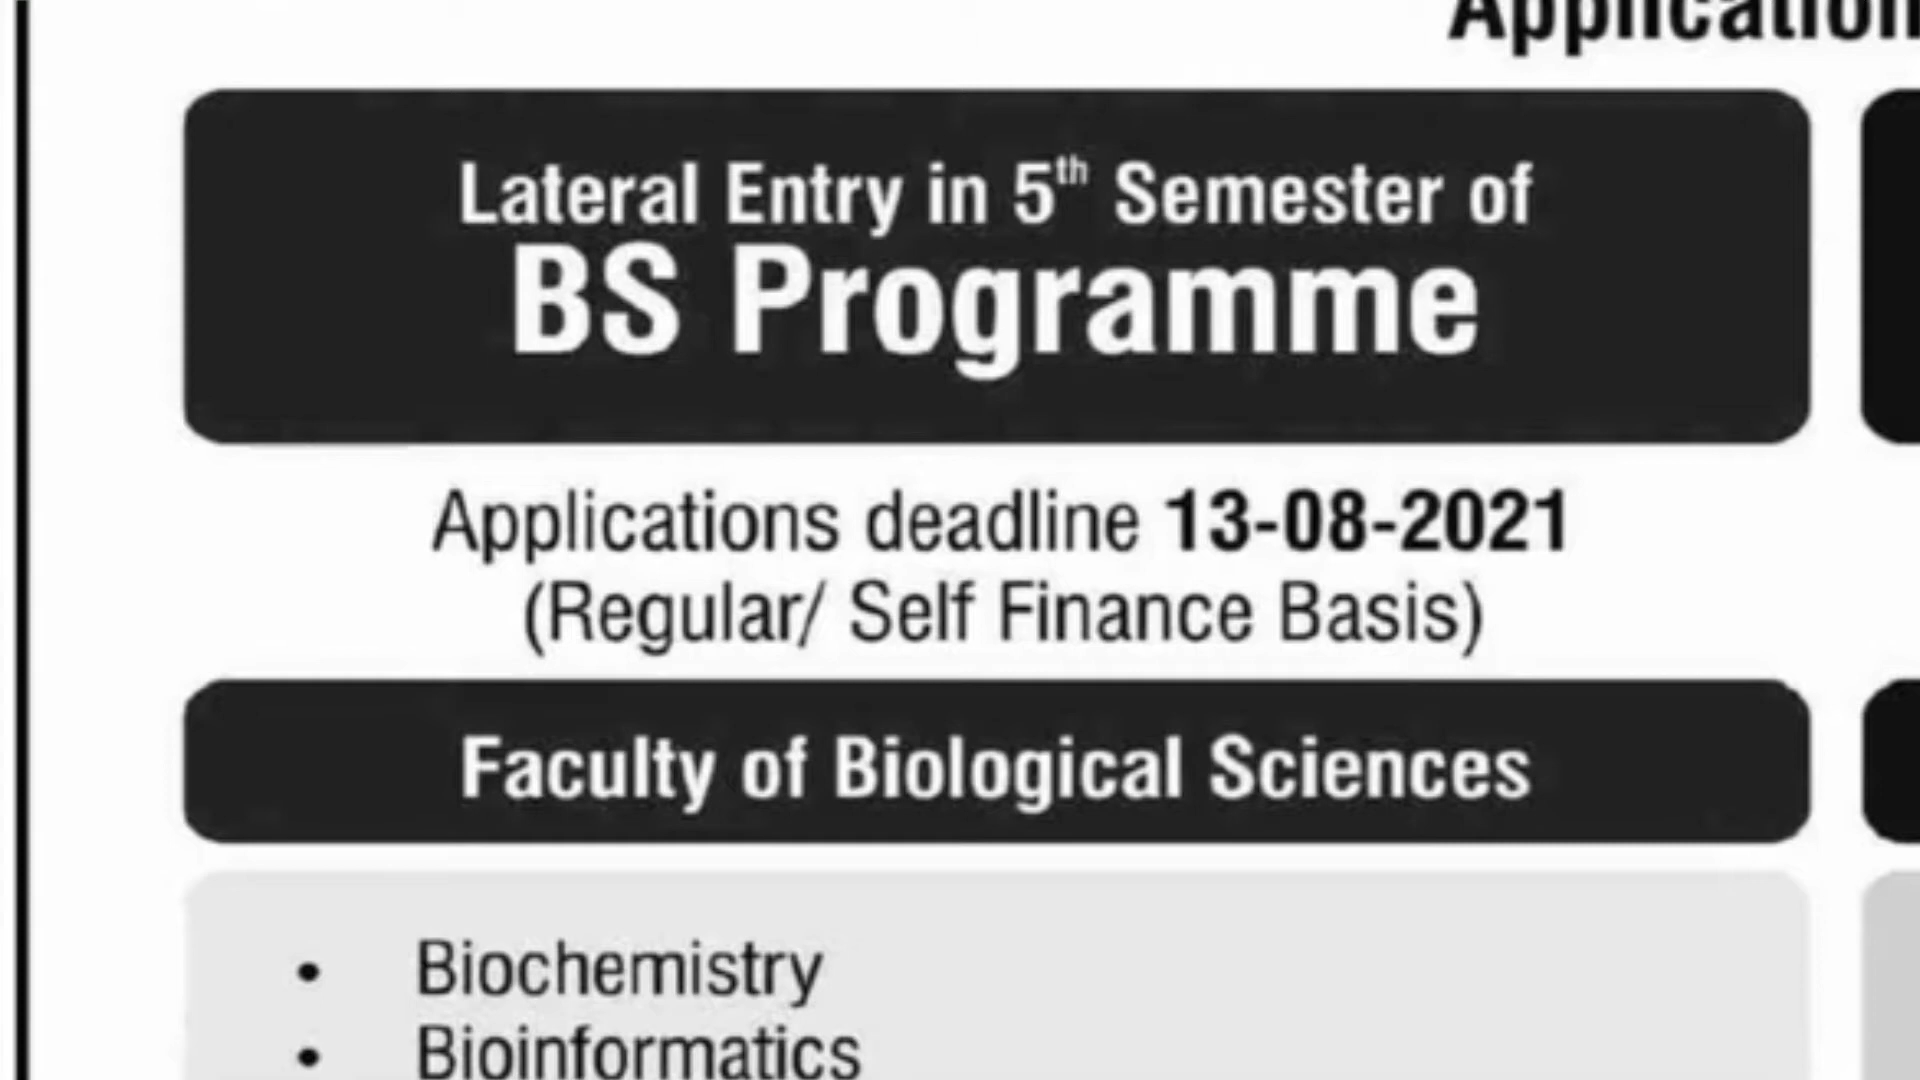 Application
Lateral Entry in 5th Semester of
BS Programme
Applications deadline 13-08-2021
(Regular/ Self Finance Basis)
Faculty of Biological Sciences
• Biochemistry
• Bioinformatics